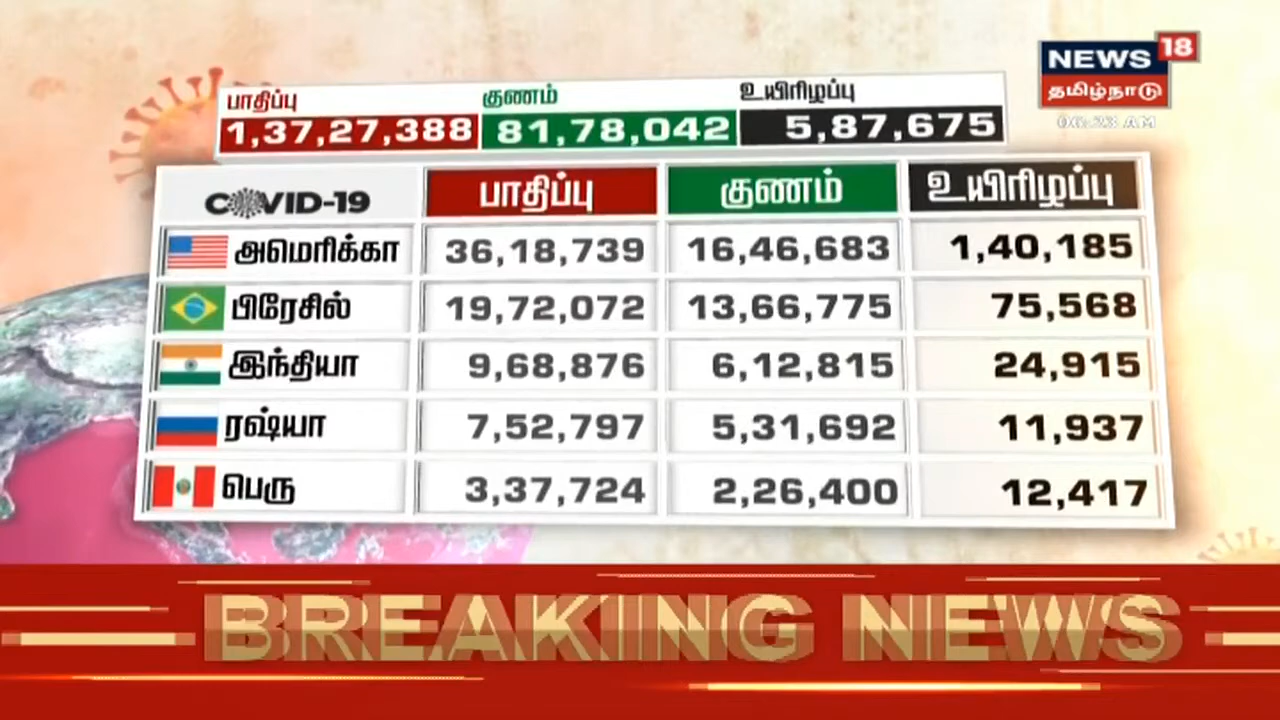 NEWS 18
தமிழ்நாடு
06:23 AM
பாதிப்பு குணம் உயிரிழப்பு
1,37,27,388 81,78,042 5,87,675
COVID-19 பாதிப்பு குணம் உயிரிழப்பு
அமெரிக்கா 36,18,739 16,46,683 1,40,185
பிரேசில் 19,72,072 13,66,775 75,568
இந்தியா 9,68,876 6,12,815 24,915
ரஷ்யா 7,52,797 5,31,692 11,937
பெரு 3,37,724 2,26,400 12,417
BREAKING NEWS